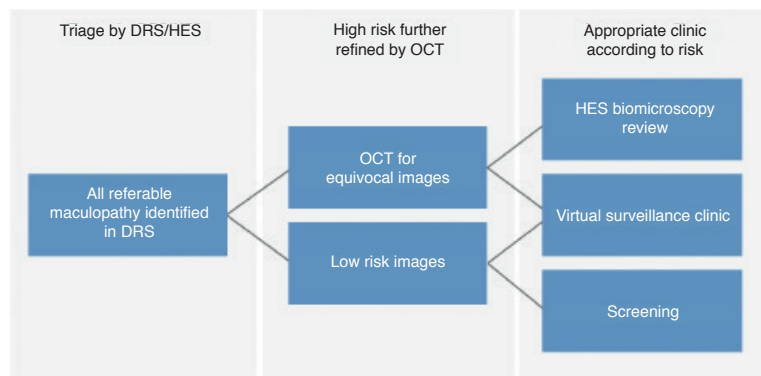 Triage by DRS/HES
High risk further
refined by OCT
Appropriate clinic
according to risk
All referable
maculopathy identified
in DRS
OCT for
equivocal images
Low risk images
HES biomicroscopy
review
Virtual surveillance clinic
Screening